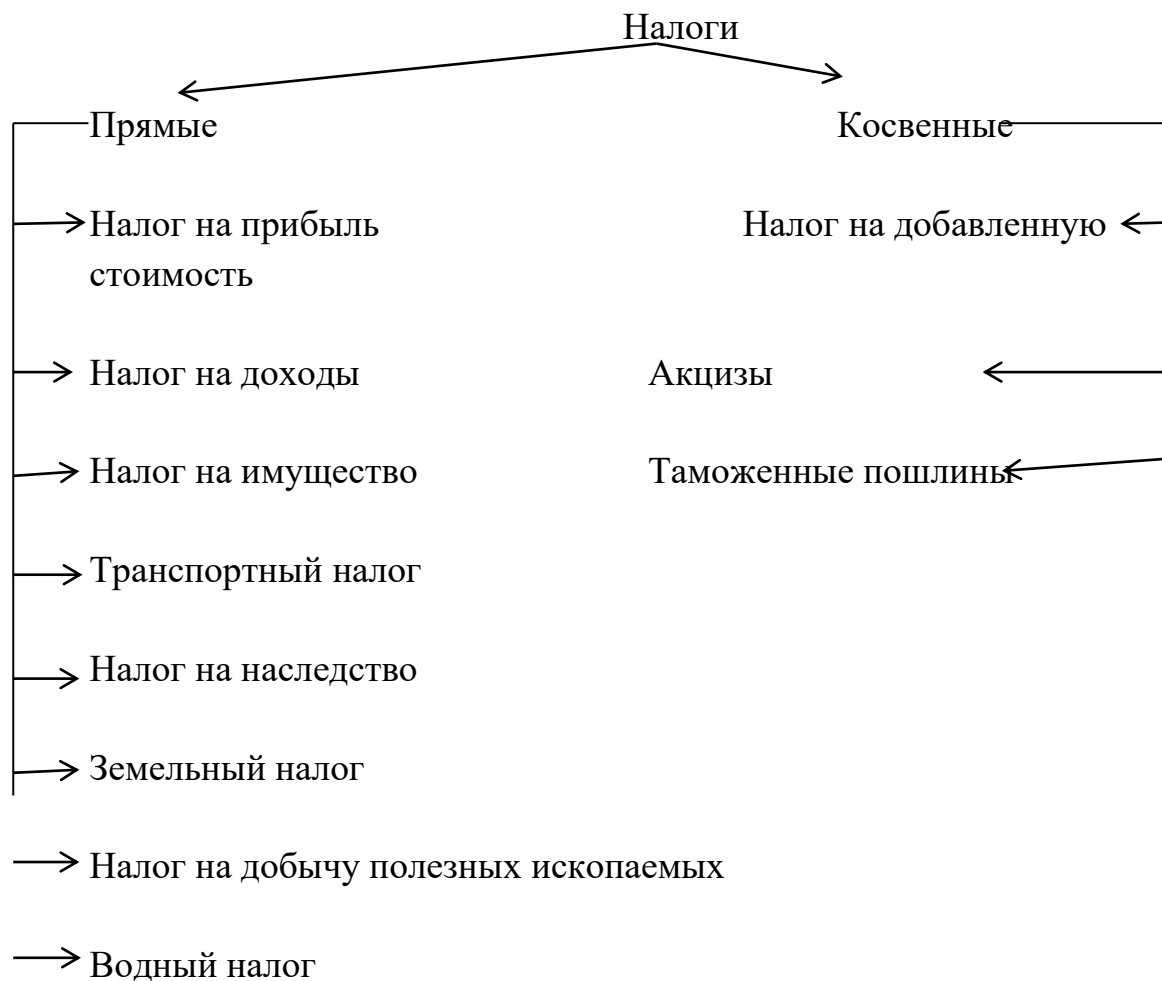 Налоги
Прямые Косвенные
Налог на прибыль Налог на добавленную
стоимость
Налог на доходы Акцизы
Налог на имущество Таможенные пошлины
Транспортный налог
Налог на наследство
Земельный налог
Налог на добычу полезных ископаемых
Водный налог